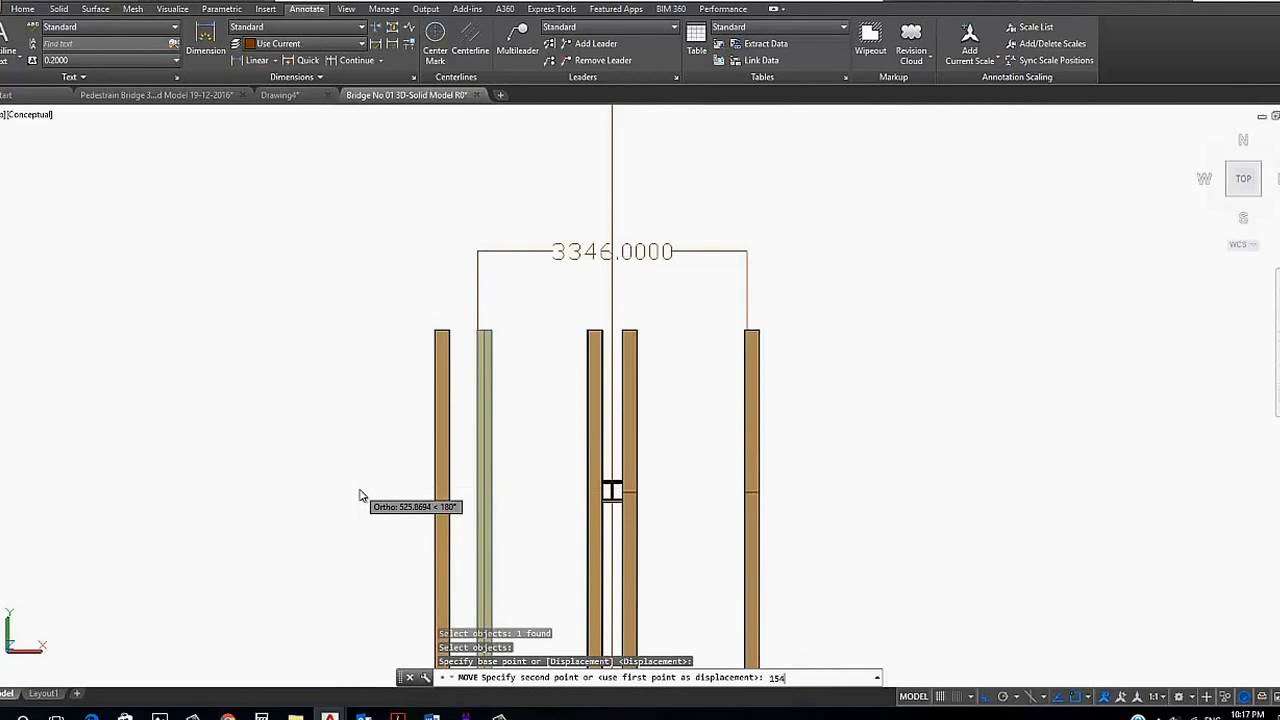 Home Solid Surface Mesh Visualize Parametric Insert Annotate View Manage Output Add-ins A360 Express Tools Featured Apps BIM 360 Performance
Standard Standard Standard Standard Scale List
Find text Use Current Add Leader Extract Data Add/Delete Scales
Dimension Center Mark Centerline Multileader Table Wipeout Revision Cloud Add Current Scale
0.2000 Linear Quick Continue Remove Leader Link Data Sync Scale Positions
Text Dimensions Centerlines Leaders Tables Markup Annotation Scaling
Pedestrain Bridge 3...d Model 19-12-2016* Drawing4* Bridge No 01 3D-Solid Model R0*
[Conceptual]
N
W TOP
S
WCS
3346.0000
Ortho: 525.8694 < 180°
Y
X
Select objects: 1 found
Select objects:
Specify base point or [Displacement] <Displacement>:
MOVE Specify second point or <use first point as displacement>: 154
Layout1 MODEL 1:1
10:17 PM